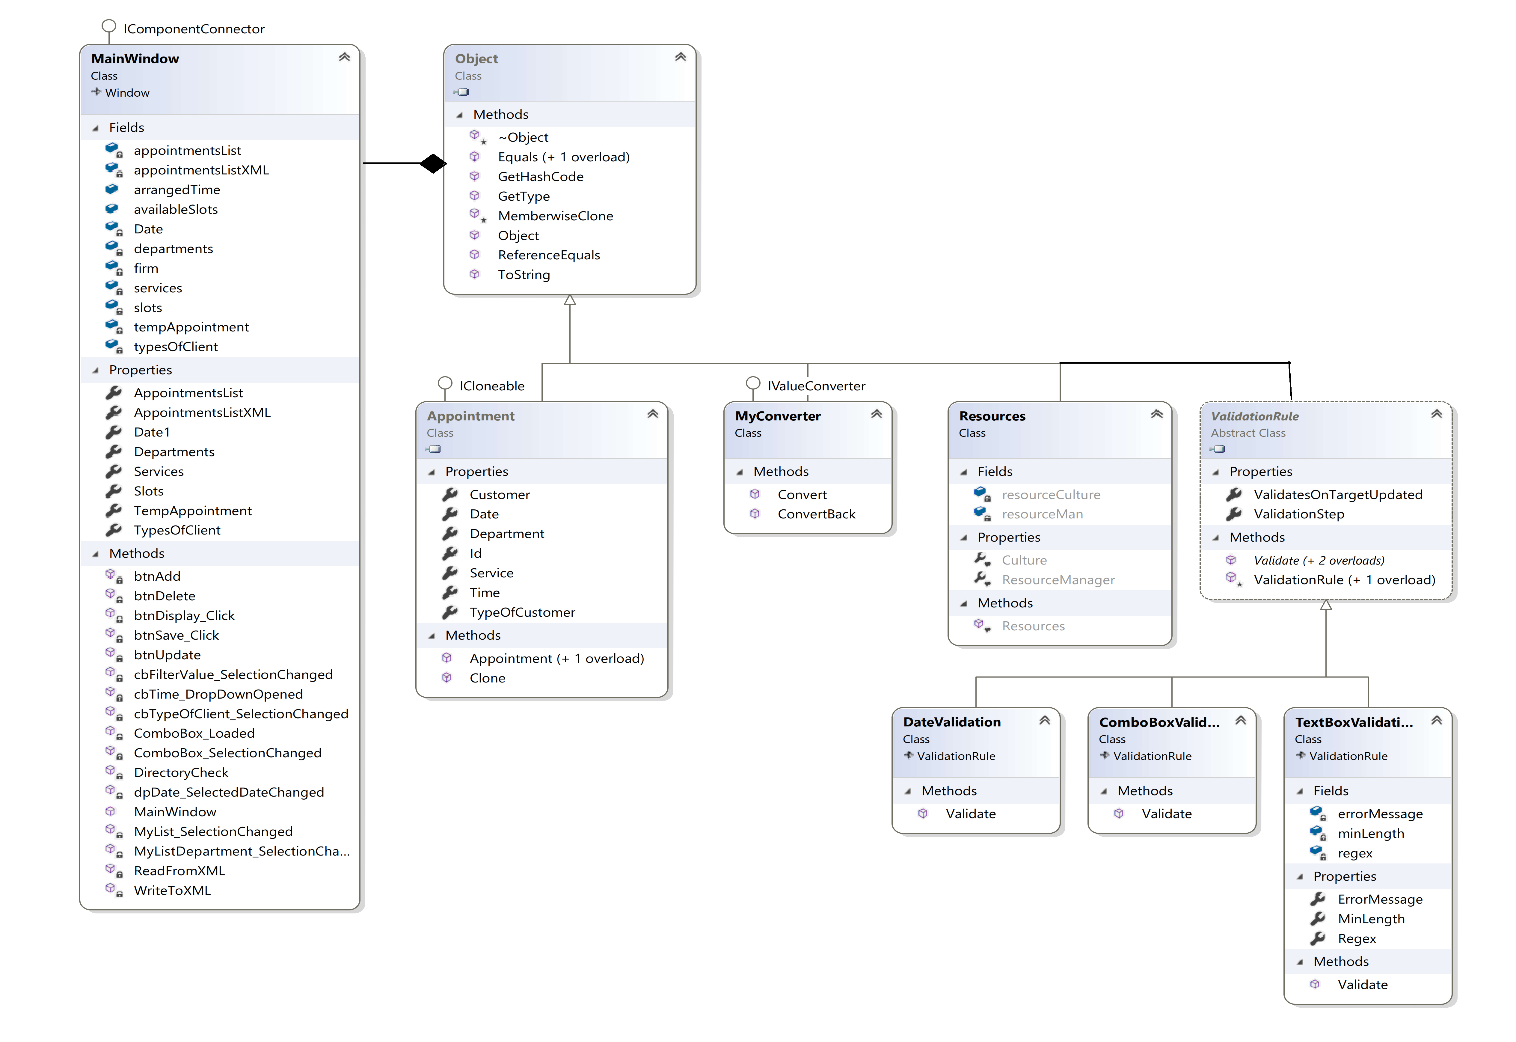 IComponentConnector
MainWindow
Class
Window
Fields
appointmentsList
appointmentsListXML
arrangedTime
availableSlots
Date
departments
firm
services
slots
tempAppointment
typesOfClient
Properties
AppointmentsList
AppointmentsListXML
Date1
Departments
Services
Slots
TempAppointment
TypesOfClient
Methods
btnAdd
btnDelete
btnDisplay_Click
btnSave_Click
btnUpdate
cbFilterValue_SelectionChanged
cbTime_DropDownOpened
cbTypeOfClient_SelectionChanged
ComboBox_Loaded
ComboBox_SelectionChanged
DirectoryCheck
dpDate_SelectedDateChanged
MainWindow
MyList_SelectionChanged
MyListDepartment_SelectionCha...
ReadFromXML
WriteToXML
Object
Class
Methods
~Object
Equals (+ 1 overload)
GetHashCode
GetType
MemberwiseClone
Object
ReferenceEquals
ToString
ICloneable
Appointment
Class
Properties
Customer
Date
Department
Id
Service
Time
TypeOfCustomer
Methods
Appointment (+ 1 overload)
Clone
IValueConverter
MyConverter
Class
Methods
Convert
ConvertBack
Resources
Class
Fields
resourceCulture
resourceMan
Properties
Culture
ResourceManager
Methods
Resources
ValidationRule
Abstract Class
Properties
ValidatesOnTargetUpdated
ValidationStep
Methods
Validate (+ 2 overloads)
ValidationRule (+ 1 overload)
DateValidation
Class
ValidationRule
Methods
Validate
ComboBoxValid...
Class
ValidationRule
Methods
Validate
TextBoxValidati...
Class
ValidationRule
Fields
errorMessage
minLength
regex
Properties
ErrorMessage
MinLength
Regex
Methods
Validate